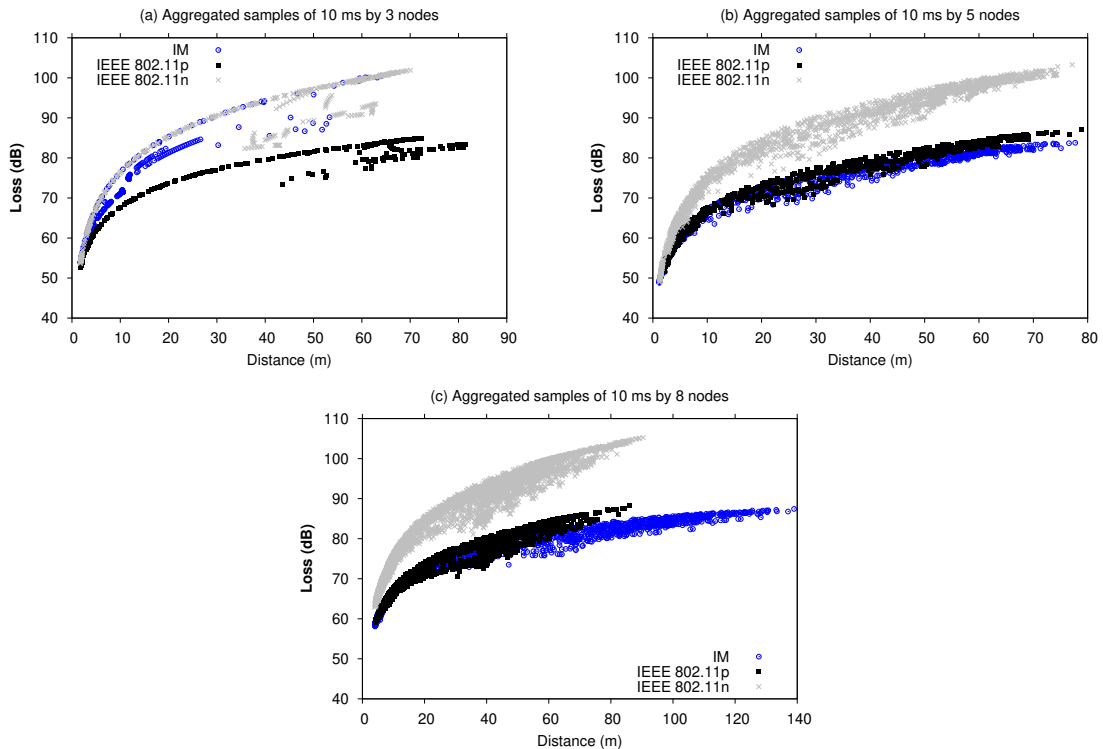 (a) Aggregated samples of 10 ms by 3 nodes
110
100
90
80
70
60
50
40
0 10 20 30 40 50 60 70 80 90
Loss (dB)
Distance (m)
IM
IEEE 802.11p
IEEE 802.11n
(b) Aggregated samples of 10 ms by 5 nodes
110
100
90
80
70
60
50
40
0 10 20 30 40 50 60 70 80
Loss (dB)
Distance (m)
IM
IEEE 802.11p
IEEE 802.11n
(c) Aggregated samples of 10 ms by 8 nodes
110
100
90
80
70
60
50
40
0 20 40 60 80 100 120 140
Loss (dB)
Distance (m)
IM
IEEE 802.11p
IEEE 802.11n